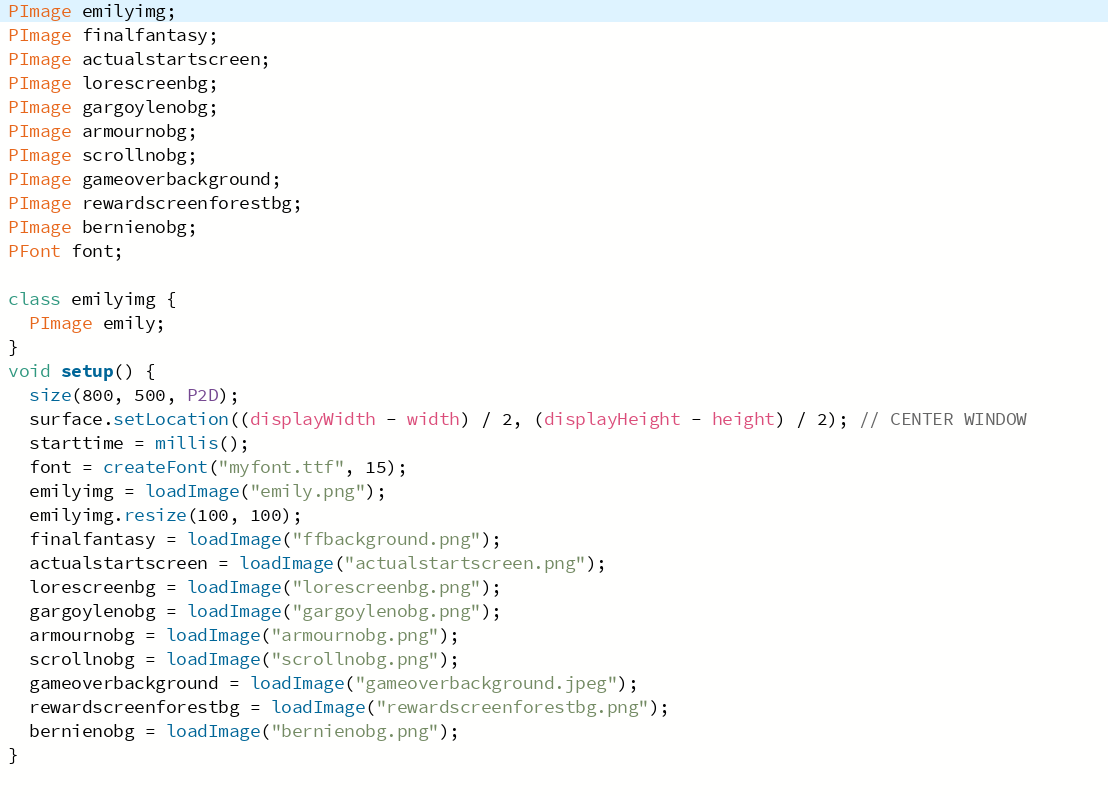 PImage emilyimg;
PImage finalfantasy;
PImage actualstartscreen;
PImage lorescreenbg;
PImage gargoylenobg;
PImage armournobg;
PImage scrollnobg;
PImage gameoverbackground;
PImage rewardscreenforestbg;
PImage bernienobg;
PFont font;

class emilyimg {
  PImage emily;
}
void setup() {
  size(800, 500, P2D);
  surface.setLocation((displayWidth - width) / 2, (displayHeight - height) / 2); // CENTER WINDOW
  starttime = millis();
  font = createFont("myfont.ttf", 15);
  emilyimg = loadImage("emily.png");
  emilyimg.resize(100, 100);
  finalfantasy = loadImage("ffbackground.png");
  actualstartscreen = loadImage("actualstartscreen.png");
  lorescreenbg = loadImage("lorescreenbg.png");
  gargoylenobg = loadImage("gargoylenobg.png");
  armournobg = loadImage("armournobg.png");
  scrollnobg = loadImage("scrollnobg.png");
  gameoverbackground = loadImage("gameoverbackground.jpeg");
  rewardscreenforestbg = loadImage("rewardscreenforestbg.png");
  bernienobg = loadImage("bernienobg.png");
}